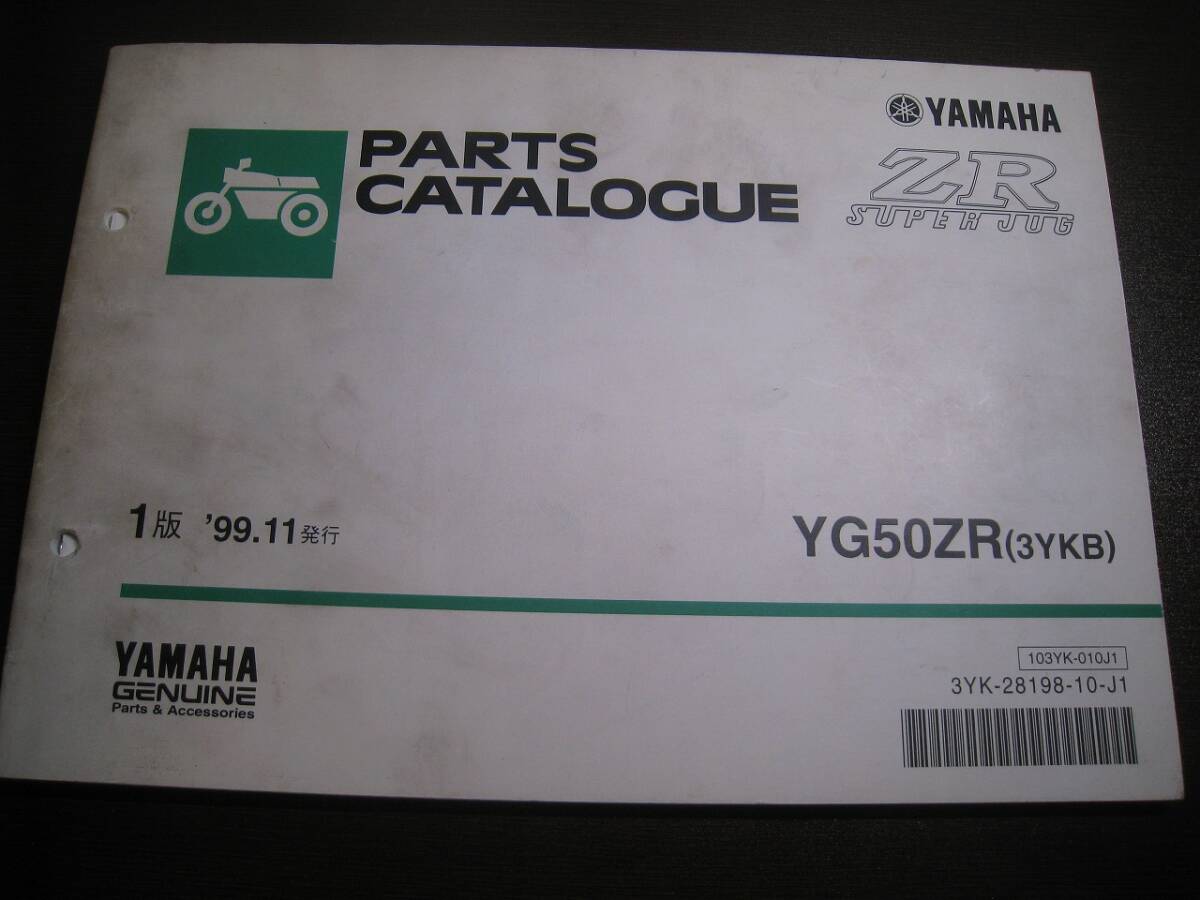 PARTS
CATALOGUE
YAMAHA
ZR
SUPER JOG
1版 '99.11発行
YG50ZR(3YKB)
YAMAHA
GENUINE
Parts & Accessories
103YK-010J1
3YK-28198-10-J1